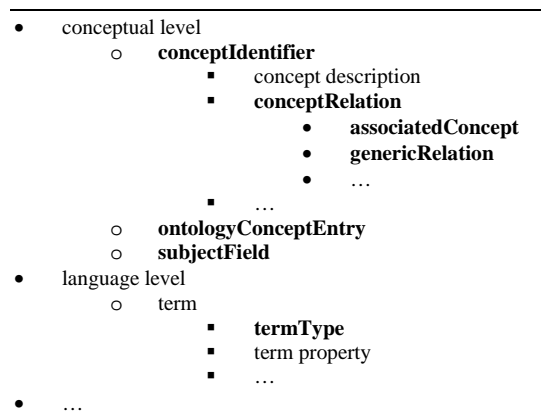 • conceptual level
o conceptIdentifier
▪ concept description
▪ conceptRelation
• associatedConcept
• genericRelation
• …
▪ …
o ontologyConceptEntry
o subjectField
• language level
o term
▪ termType
▪ term property
▪ …
• …